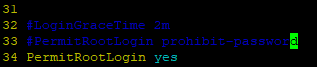 31
32 #LoginGraceTime 2m
33 #PermitRootLogin prohibit-password
34 PermitRootLogin yes